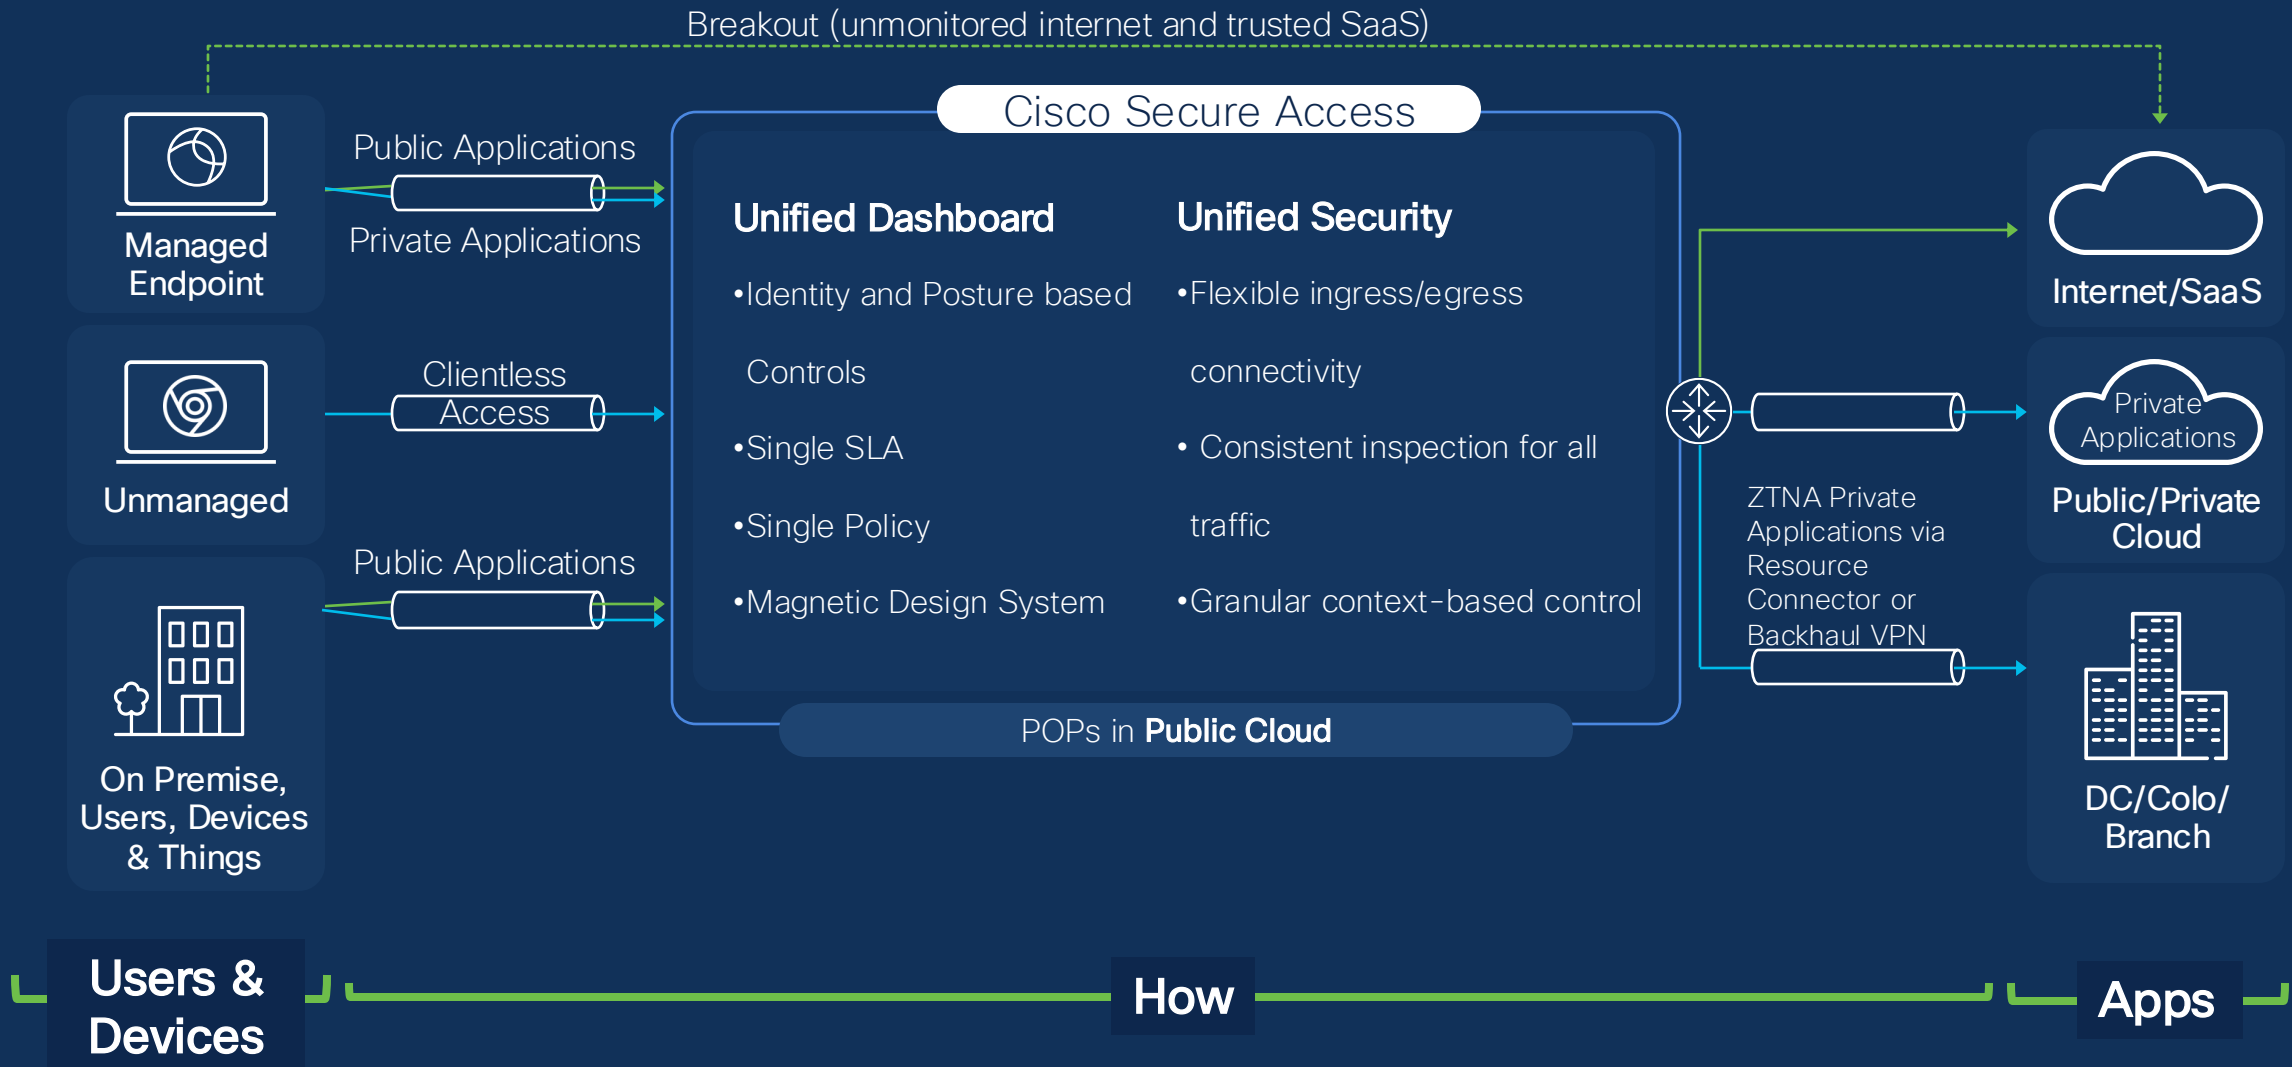 Breakout (unmonitored internet and trusted SaaS)
Managed
Endpoint
Public Applications
Private Applications
Unmanaged
Clientless
Access
On Premise,
Users, Devices
& Things
Public Applications
Cisco Secure Access
Unified Dashboard
•Identity and Posture based
Controls
•Single SLA
•Single Policy
•Magnetic Design System
Unified Security
•Flexible ingress/egress
connectivity
• Consistent inspection for all
traffic
•Granular context-based control
POPs in Public Cloud
ZTNA Private
Applications via
Resource
Connector or
Backhaul VPN
Internet/SaaS
Private
Applications
Public/Private
Cloud
DC/Colo/
Branch
Users &
Devices
How
Apps